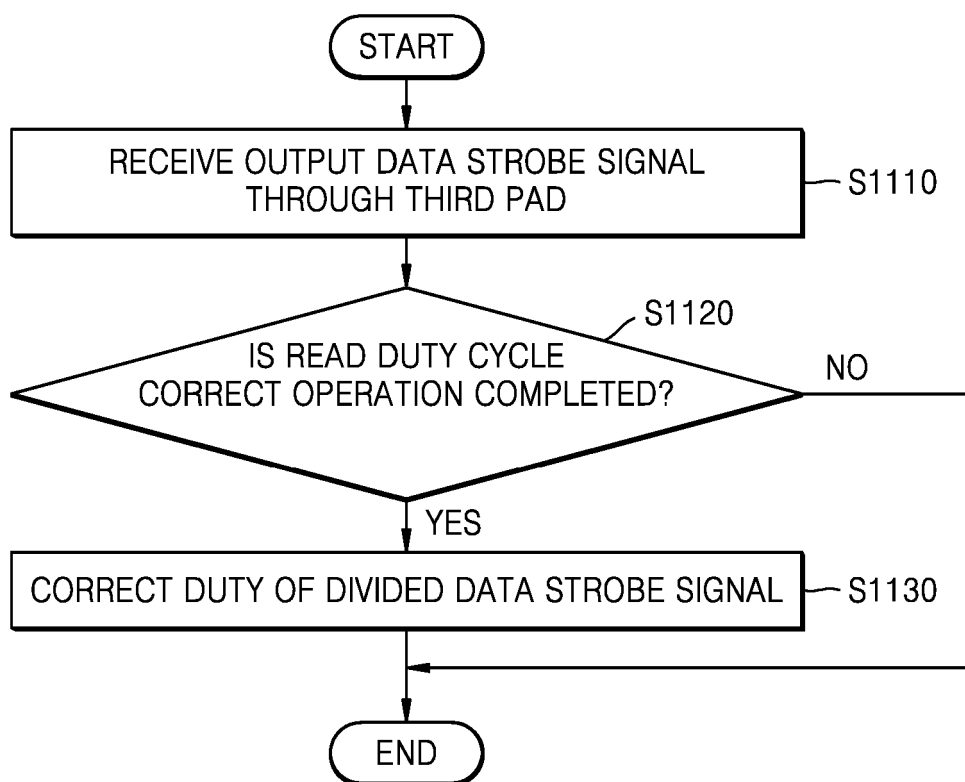 START
RECEIVE OUTPUT DATA STROBE SIGNAL
THROUGH THIRD PAD
S1110
S1120
IS READ DUTY CYCLE
CORRECT OPERATION COMPLETED?
NO
YES
CORRECT DUTY OF DIVIDED DATA STROBE SIGNAL
S1130
END